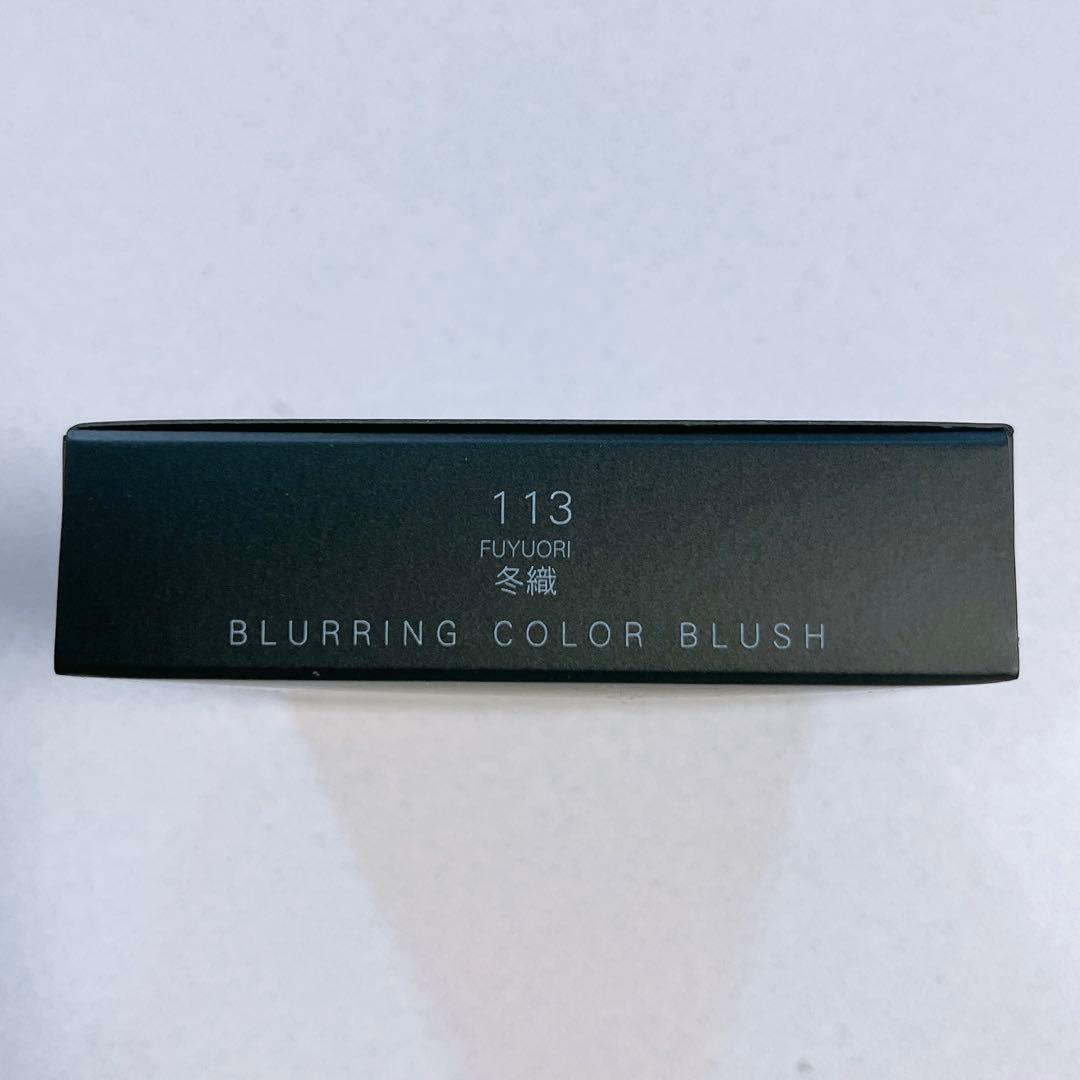 113
FUYUORI
冬織
BLURRING COLOR BLUSH